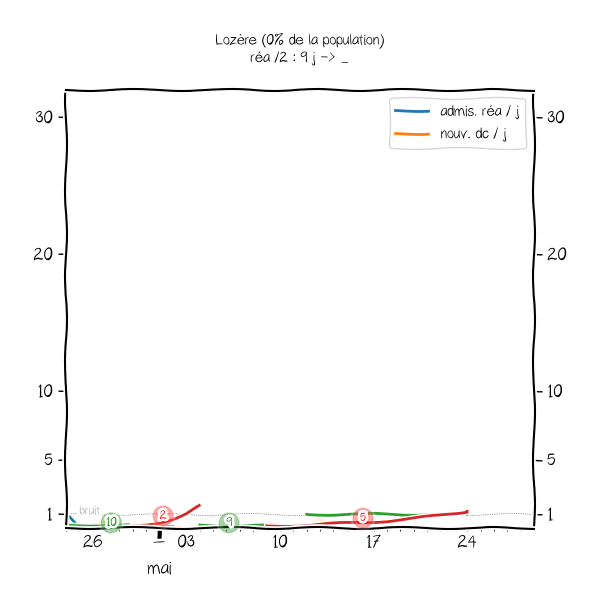 Lozère (0% de la population)
réa /2 : 9 j -> _
admis. réa / j
nouv. dc / j
30 30
20 20
10 10
5 5
1 1
bruit
10 2 9 5
26 03 10 17 24
mai